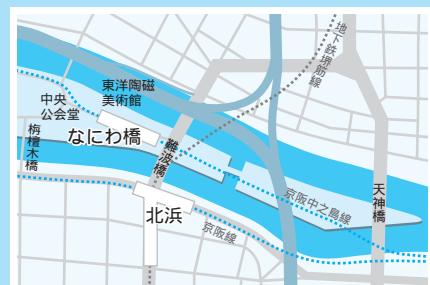 地下鉄堺筋線
東洋陶磁
美術館
中央
公会堂
なにわ橋
栴檀木橋
難波橋
天神橋
京阪中之島線
北浜
京阪線